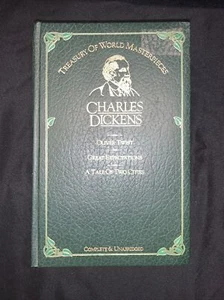 TREASURY OF WORLD MASTERPIECES
CHARLES
DICKENS
OLIVER TWIST
GREAT EXPECTATIONS
A TALE OF TWO CITIES
COMPLETE & UNABRIDGED